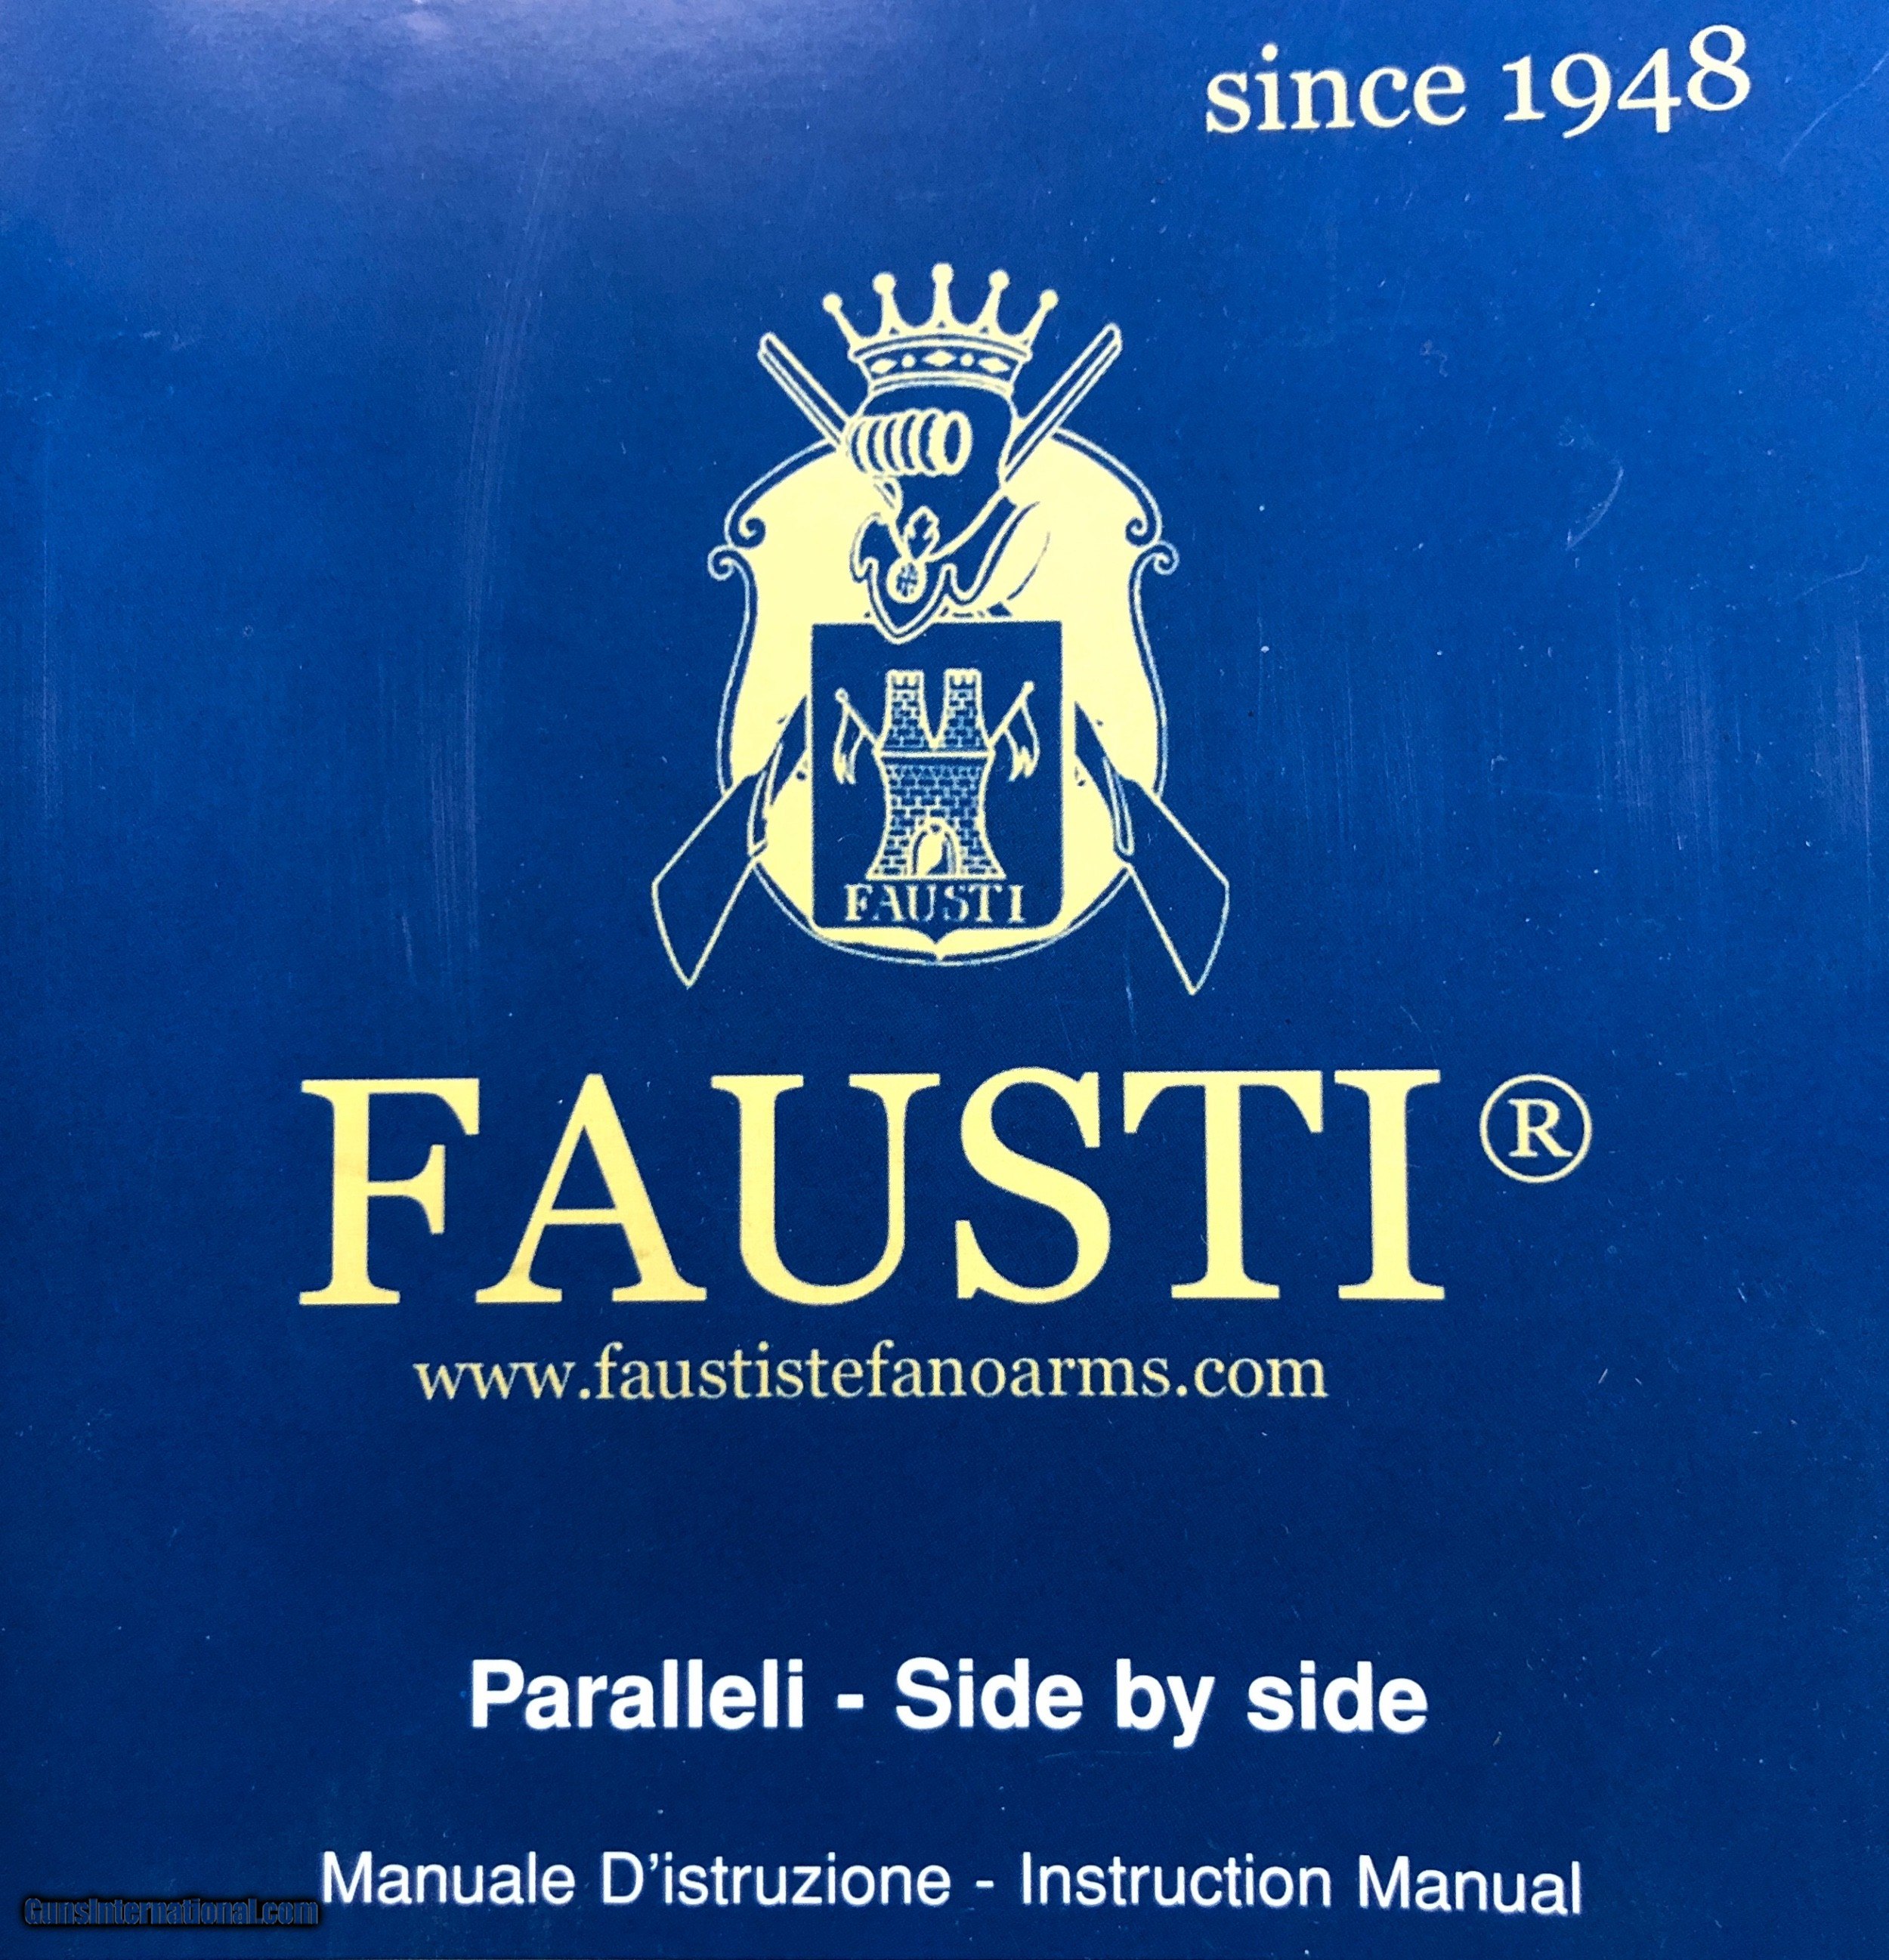 since 1948
FAUSTI
FAUSTI®
www.faustistefanoarms.com
Paralleli - Side by side
Manuale D'istruzione - Instruction Manual
GunsInternational.com